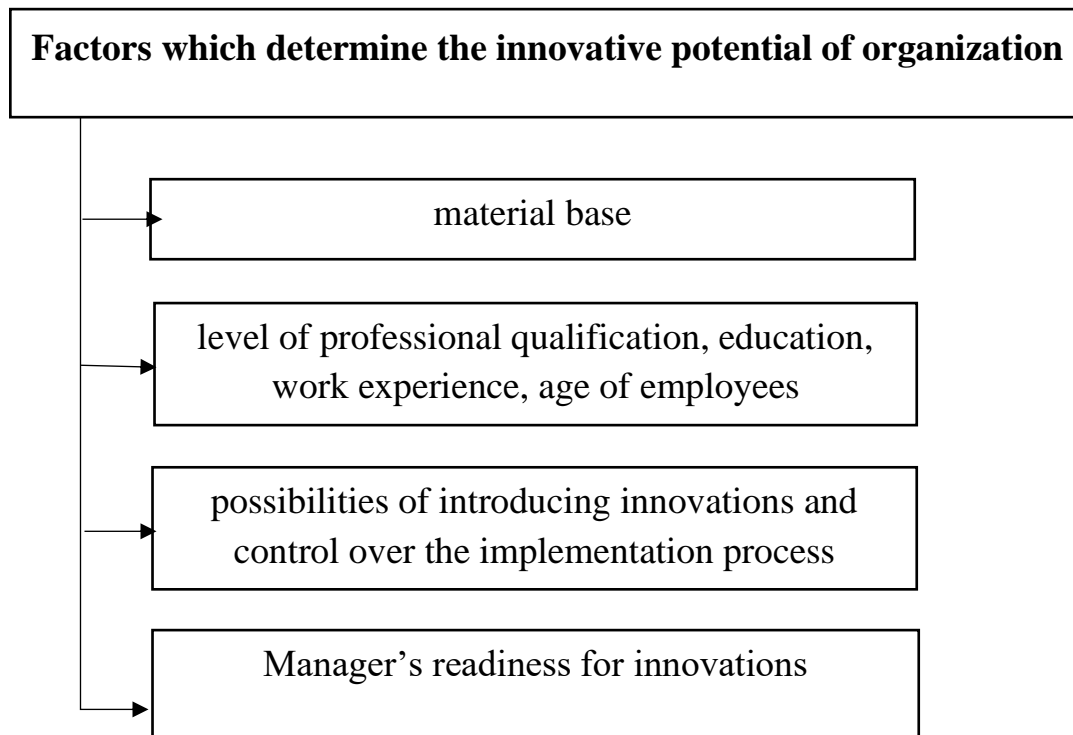 Factors which determine the innovative potential of organization
material base
level of professional qualification, education,
work experience, age of employees
possibilities of introducing innovations and
control over the implementation process
Manager’s readiness for innovations